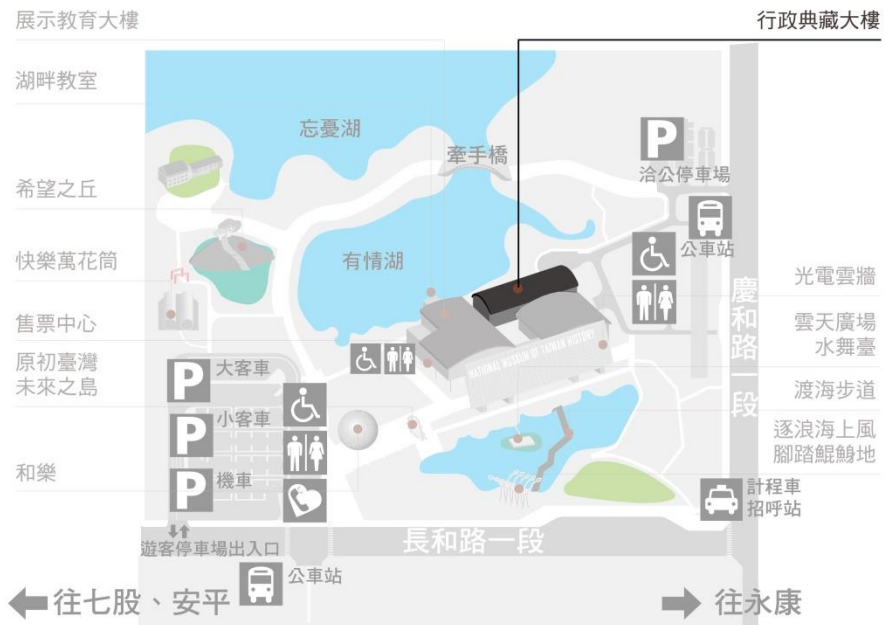 展示教育大樓
行政典藏大樓
湖畔教室
忘憂湖
牽手橋
P
洽公停車場
希望之丘
公車站
有情湖
快樂萬花筒
光電雲牆
慶和路一段
售票中心
雲天廣場
水舞臺
NATIONAL MUSEUM OF TAIWAN HISTORY
原初臺灣
未來之島
P
大客車
渡海步道
P
小客車
逐浪海上風
腳踏鯤鯓地
和樂
P
機車
計程車
招呼站
遊客停車場出入口
長和路一段
公車站
往七股、安平
往永康